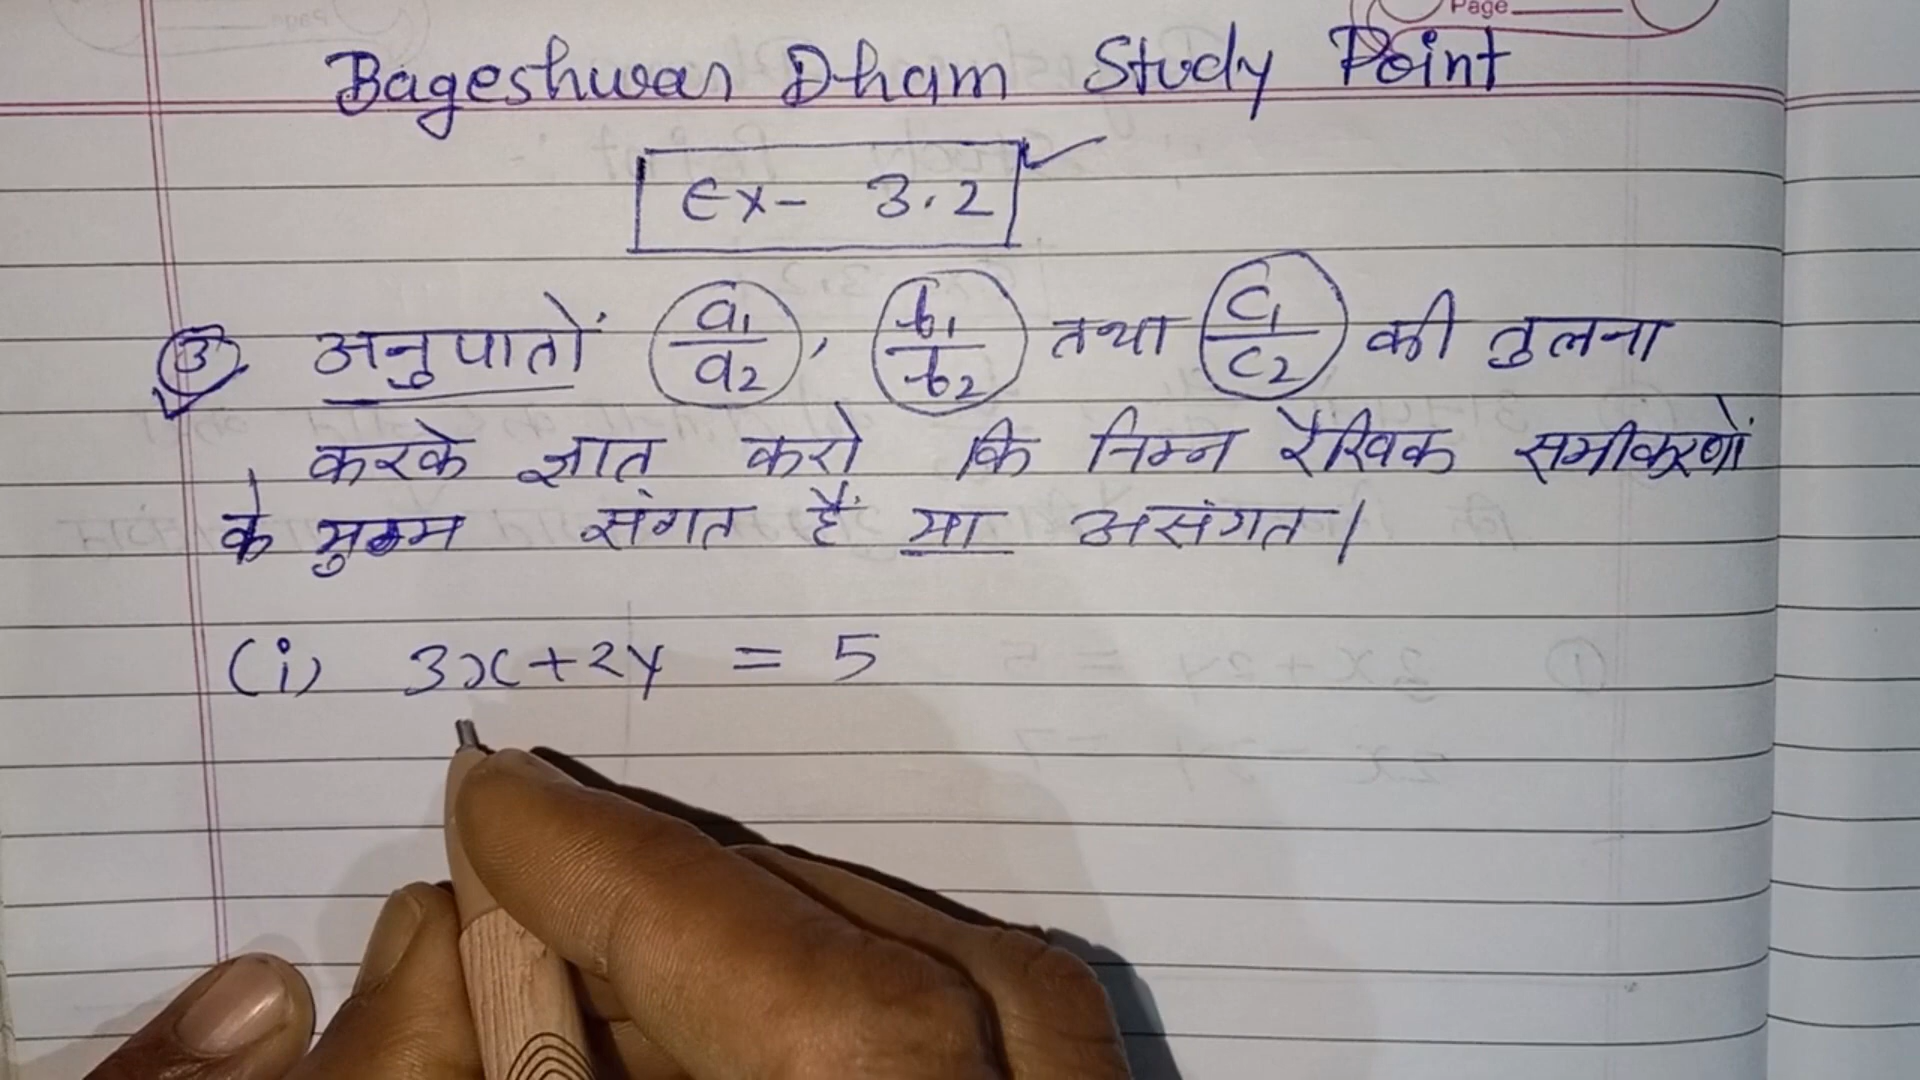 Page
Bageshwar Dham Study Point
Ex- 3.2
③ अनुपातों a₁/a₂, b₁/b₂ तथा c₁/c₂ की तुलना
करके ज्ञात करो कि निम्न रैखिक समीकरणों
के युग्म संगत हैं या असंगत।
(i) 3x+2y = 5